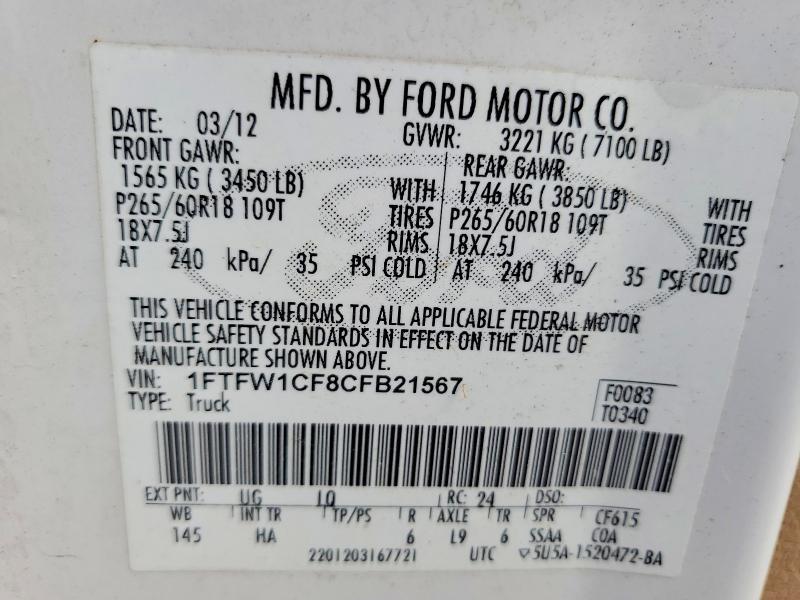 MFD. BY FORD MOTOR CO.
DATE: 03/12 GVWR: 3221 KG ( 7100 LB)
FRONT GAWR: REAR GAWR:
1565 KG ( 3450 LB) WITH 1746 KG ( 3850 LB) WITH
P265/60R18 109T TIRES P265/60R18 109T TIRES
18X7.5J RIMS 18X7.5J RIMS
AT 240 kPa/ 35 PSI COLD AT 240 kPa/ 35 PSI COLD
THIS VEHICLE CONFORMS TO ALL APPLICABLE FEDERAL MOTOR
VEHICLE SAFETY STANDARDS IN EFFECT ON THE DATE OF
MANUFACTURE SHOWN ABOVE.
VIN: 1FTFW1CF8CFB21567 F0083
TYPE: Truck T0340
EXT PNT: UG LQ RC: 24 DSO:
WB INT TR TP/PS R AXLE TR SPR CF615
145 HA 6 L9 6 SSAA COA
2201203167721 UTC ▽5U5A-1520472-BA